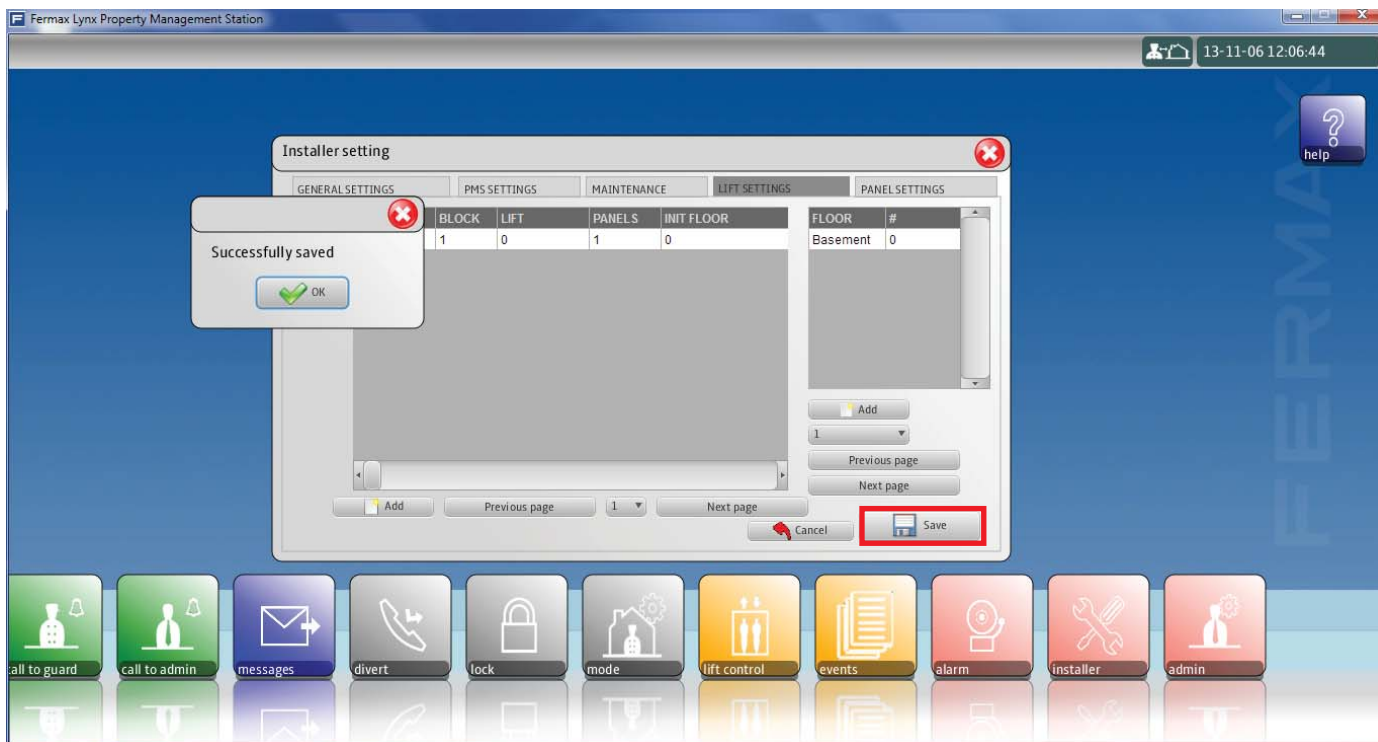 Fermax Lynx Property Management Station
13-11-06 12:06:44
help
FERMAX
Installer setting
GENERAL SETTINGS PMS SETTINGS MAINTENANCE LIFT SETTINGS PANEL SETTINGS
BLOCK LIFT PANELS INIT FLOOR FLOOR #
1 0 1 0 Basement 0
Successfully saved
OK
Add
1
Previous page
Next page
Add Previous page 1 Next page
Cancel Save
call to guard call to admin messages divert lock mode lift control events alarm installer admin